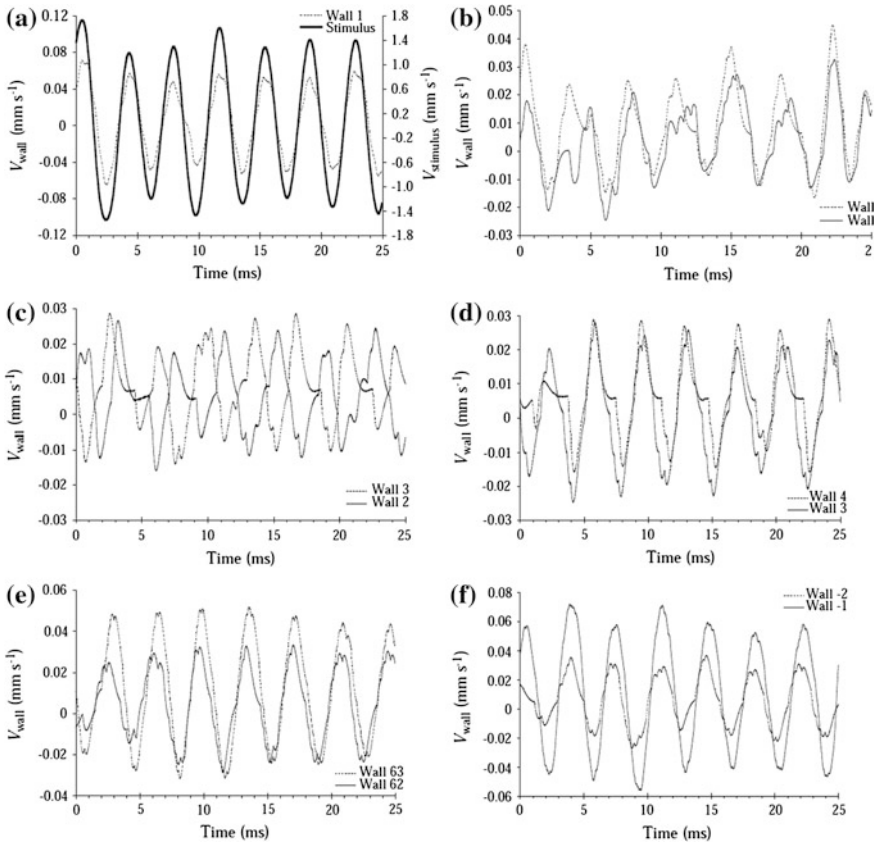 (a)
Wall 1
Stimulus
0.12
0.08
0.04
0
-0.04
-0.08
-0.12
V wall (mm s⁻¹)
1.8
1.4
1.0
0.6
0.2
-0.2
-0.6
-1.0
-1.4
-1.8
V stimulus (mm s⁻¹)
0 5 10 15 20 25
Time (ms)
(b)
0.05
0.04
0.03
0.02
0.01
0
-0.01
-0.02
-0.03
V wall (mm s⁻¹)
Wall
Wall
0 5 10 15 20 2
Time (ms)
(c)
0.03
0.02
0.01
0
-0.01
-0.02
-0.03
V wall (mm s⁻¹)
Wall 3
Wall 2
0 5 10 15 20 25
Time (ms)
(d)
0.03
0.02
0.01
0
-0.01
-0.02
-0.03
V wall (mm s⁻¹)
Wall 4
Wall 3
0 5 10 15 20 25
Time (ms)
(e)
0.06
0.04
0.02
0
-0.02
-0.04
V wall (mm s⁻¹)
Wall 63
Wall 62
0 5 10 15 20 25
Time (ms)
(f)
Wall -2
Wall -1
0.08
0.06
0.04
0.02
0
-0.02
-0.04
-0.06
V wall (mm s⁻¹)
0 5 10 15 20 25
Time (ms)